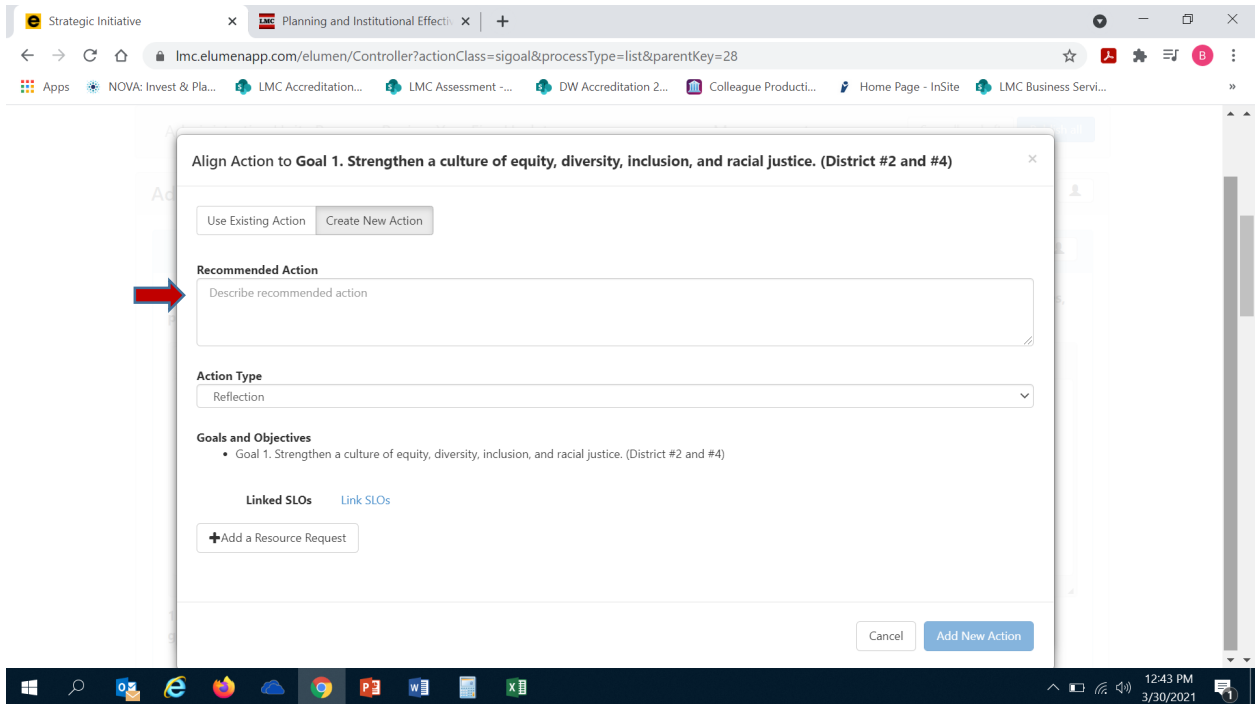 Strategic Initiative
LMC Planning and Institutional Effectiv
lmc.elumenapp.com/elumen/Controller?actionClass=sigoal&processType=list&parentKey=28
B
Apps NOVA: Invest & Pla... LMC Accreditation... LMC Assessment -... DW Accreditation 2... Colleague Producti... Home Page - InSite LMC Business Servi... »
Align Action to Goal 1. Strengthen a culture of equity, diversity, inclusion, and racial justice. (District #2 and #4) ×
Ad
Use Existing Action Create New Action
Recommended Action
Describe recommended action
Action Type
Reflection
Goals and Objectives
• Goal 1. Strengthen a culture of equity, diversity, inclusion, and racial justice. (District #2 and #4)
Linked SLOs Link SLOs
+Add a Resource Request
Cancel Add New Action
12:43 PM
3/30/2021
1